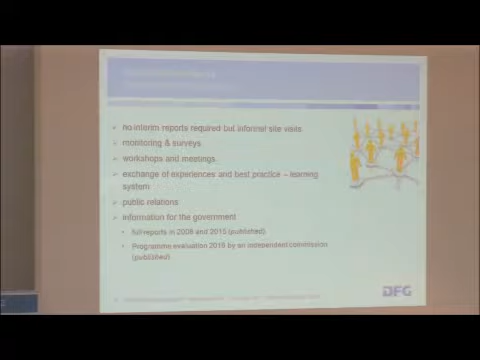 no interim reports required but informal site visits
monitoring & surveys
workshops and meetings
exchange of experiences and best practice – learning
system
public relations
information for the government
full reports in 2008 and 2015 (published)
Programme evaluation 2016 by an independent commission
(published)
DFG